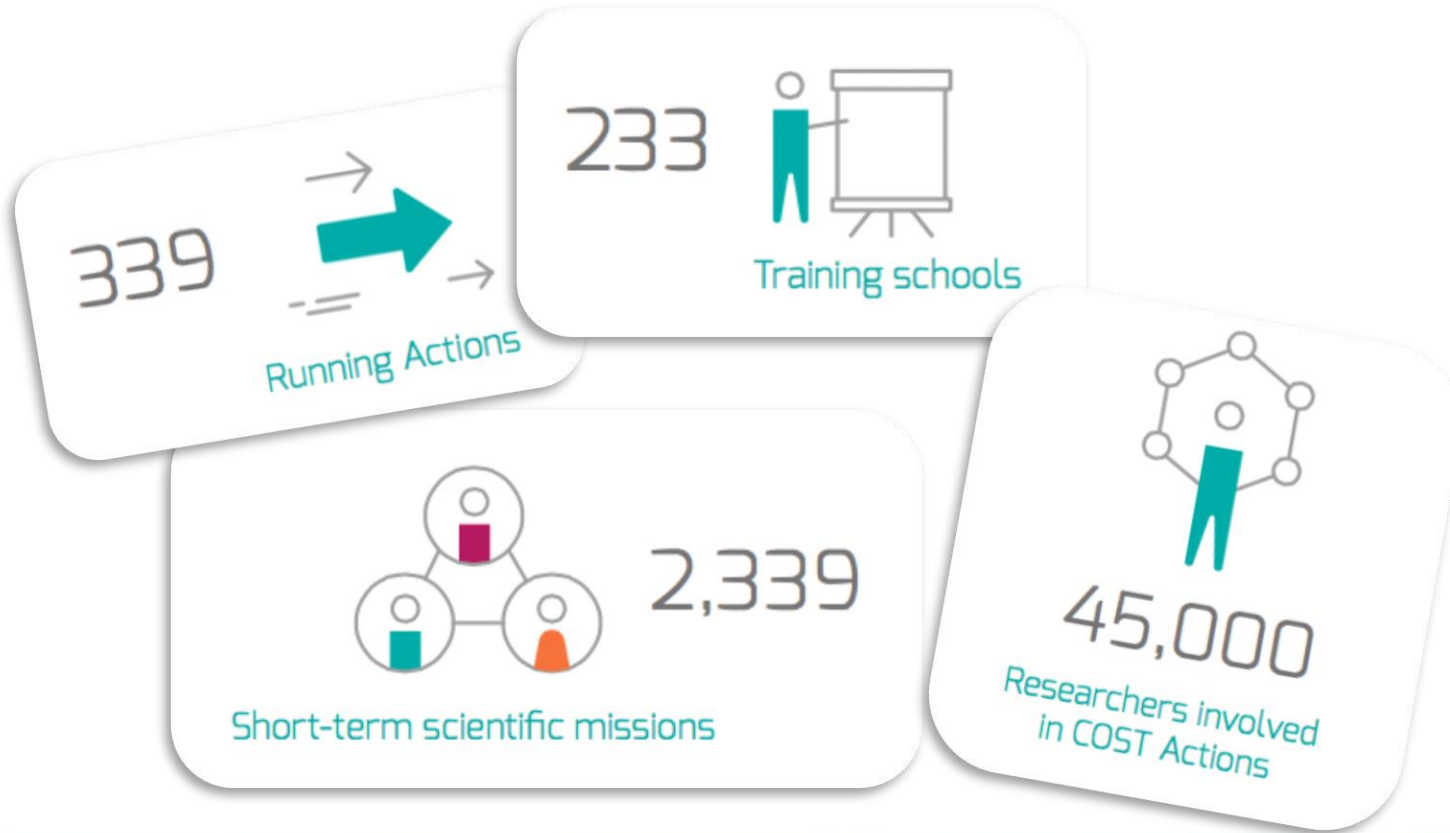 339
Running Actions
233
Training schools
2,339
Short-term scientific missions
45,000
Researchers involved
in COST Actions